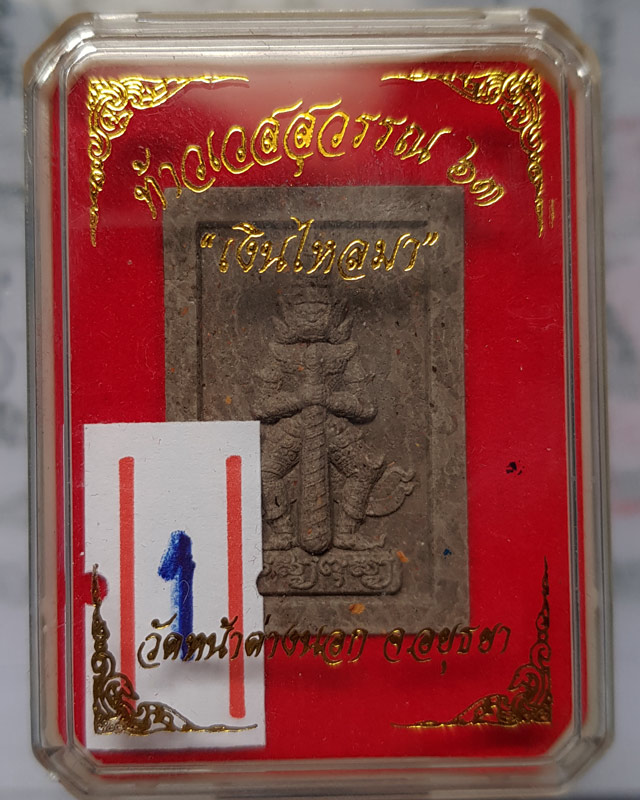 ท้าวเวสสุวรรณ ๖๓
"เงินไหลมา"
1
วัดหน้าต่างนอก จ.อยุธยา